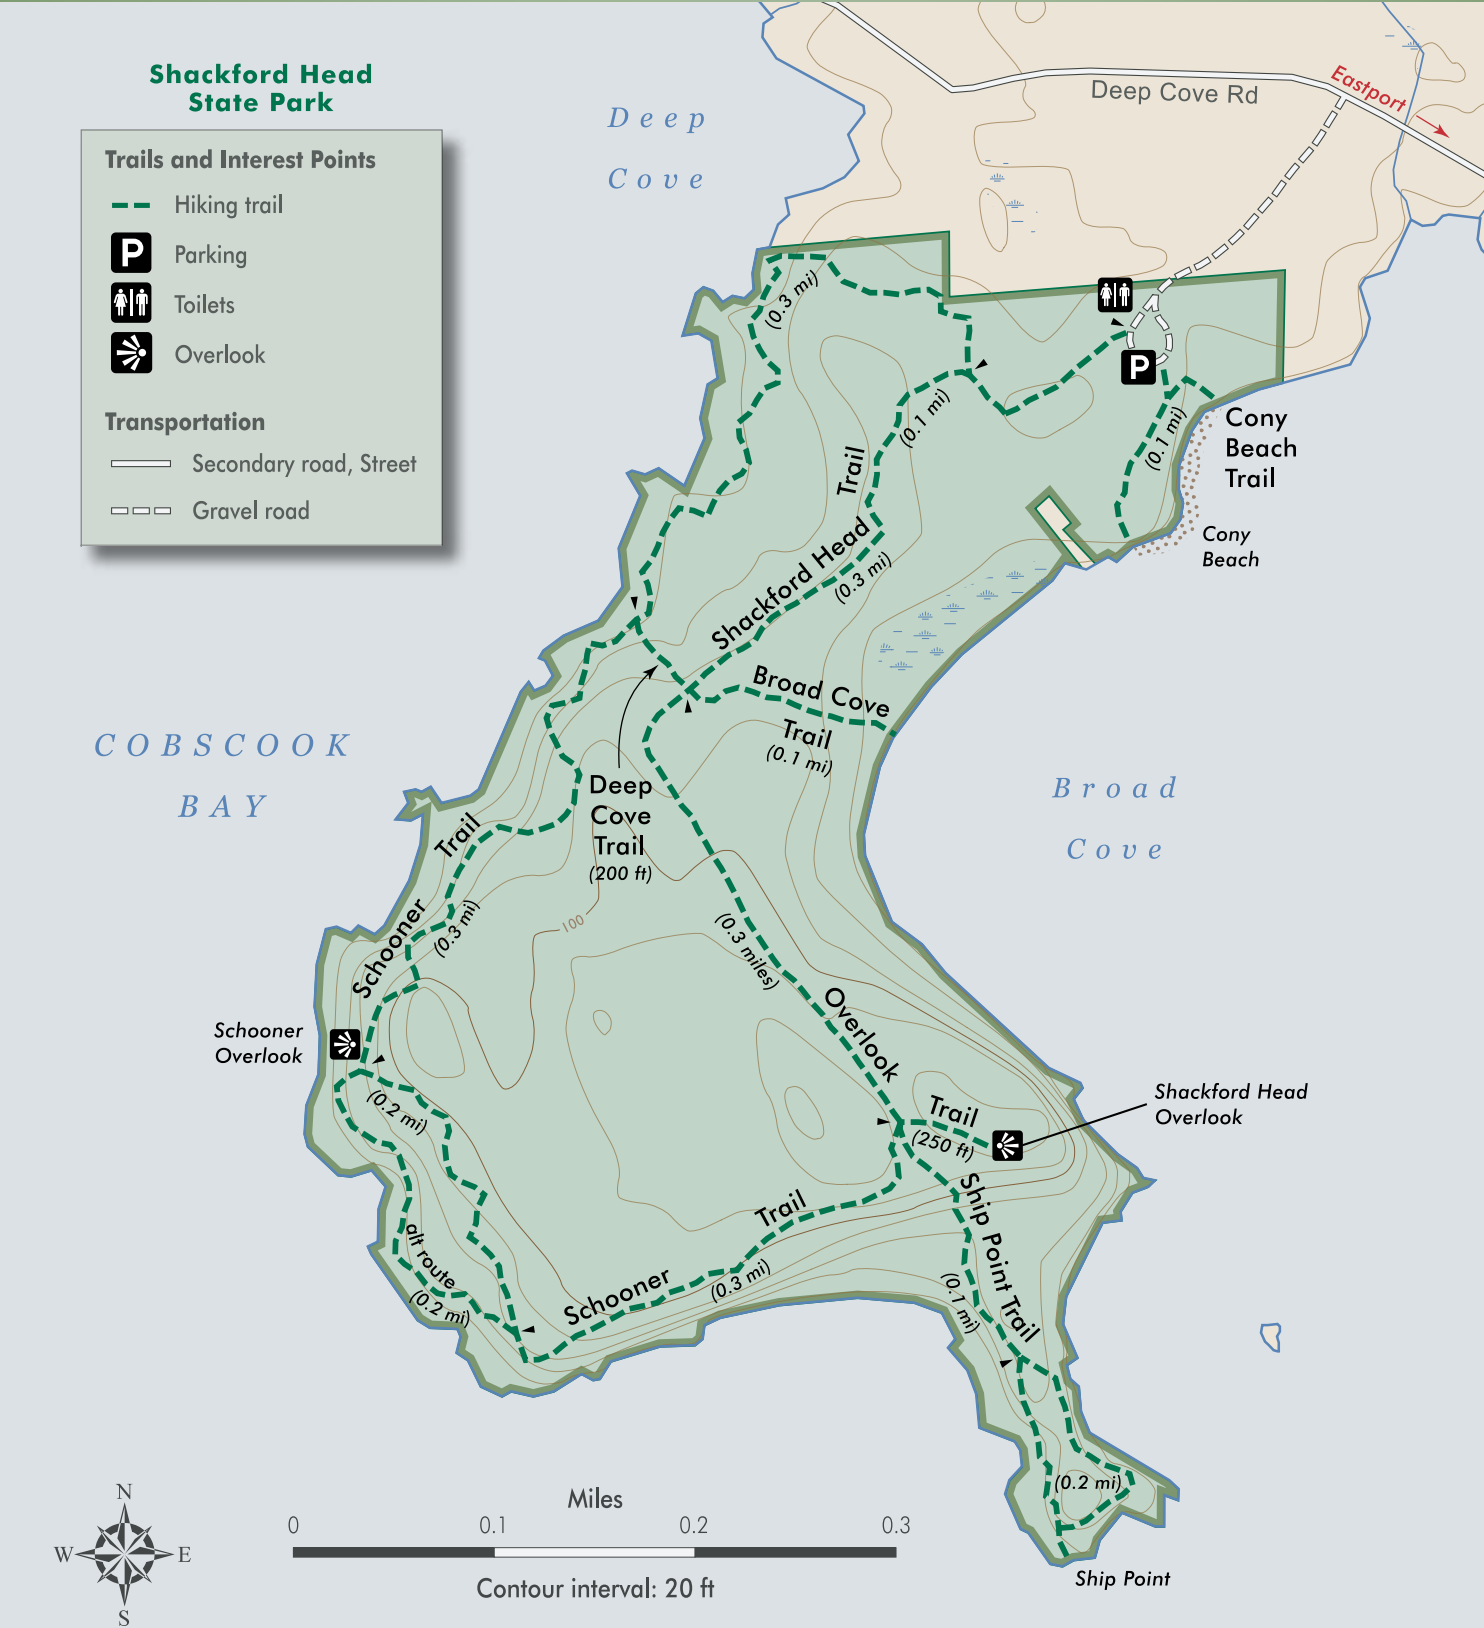 Shackford Head
State Park
Trails and Interest Points
Hiking trail
P
Parking
Toilets
Overlook
Transportation
Secondary road, Street
Gravel road
Deep
Cove
Deep Cove Rd
Eastport
(0.3 mi)
P
(0.1 mi)
(0.1 mi)
Cony
Beach
Trail
Cony
Beach
Shackford Head
Trail
(0.3 mi)
Broad Cove
Trail
(0.1 mi)
COBSCOOK
BAY
Broad
Cove
Deep
Cove
Trail
(200 ft)
Schooner
Trail
(0.3 mi)
100
(0.3 miles)
Overlook
Trail
(250 ft)
Schooner
Overlook
Shackford Head
Overlook
(0.2 mi)
alt route
(0.2 mi)
Schooner
Trail
(0.3 mi)
Ship Point Trail
(0.1 mi)
(0.2 mi)
Ship Point
N
W
E
S
Miles
0
0.1
0.2
0.3
Contour interval: 20 ft